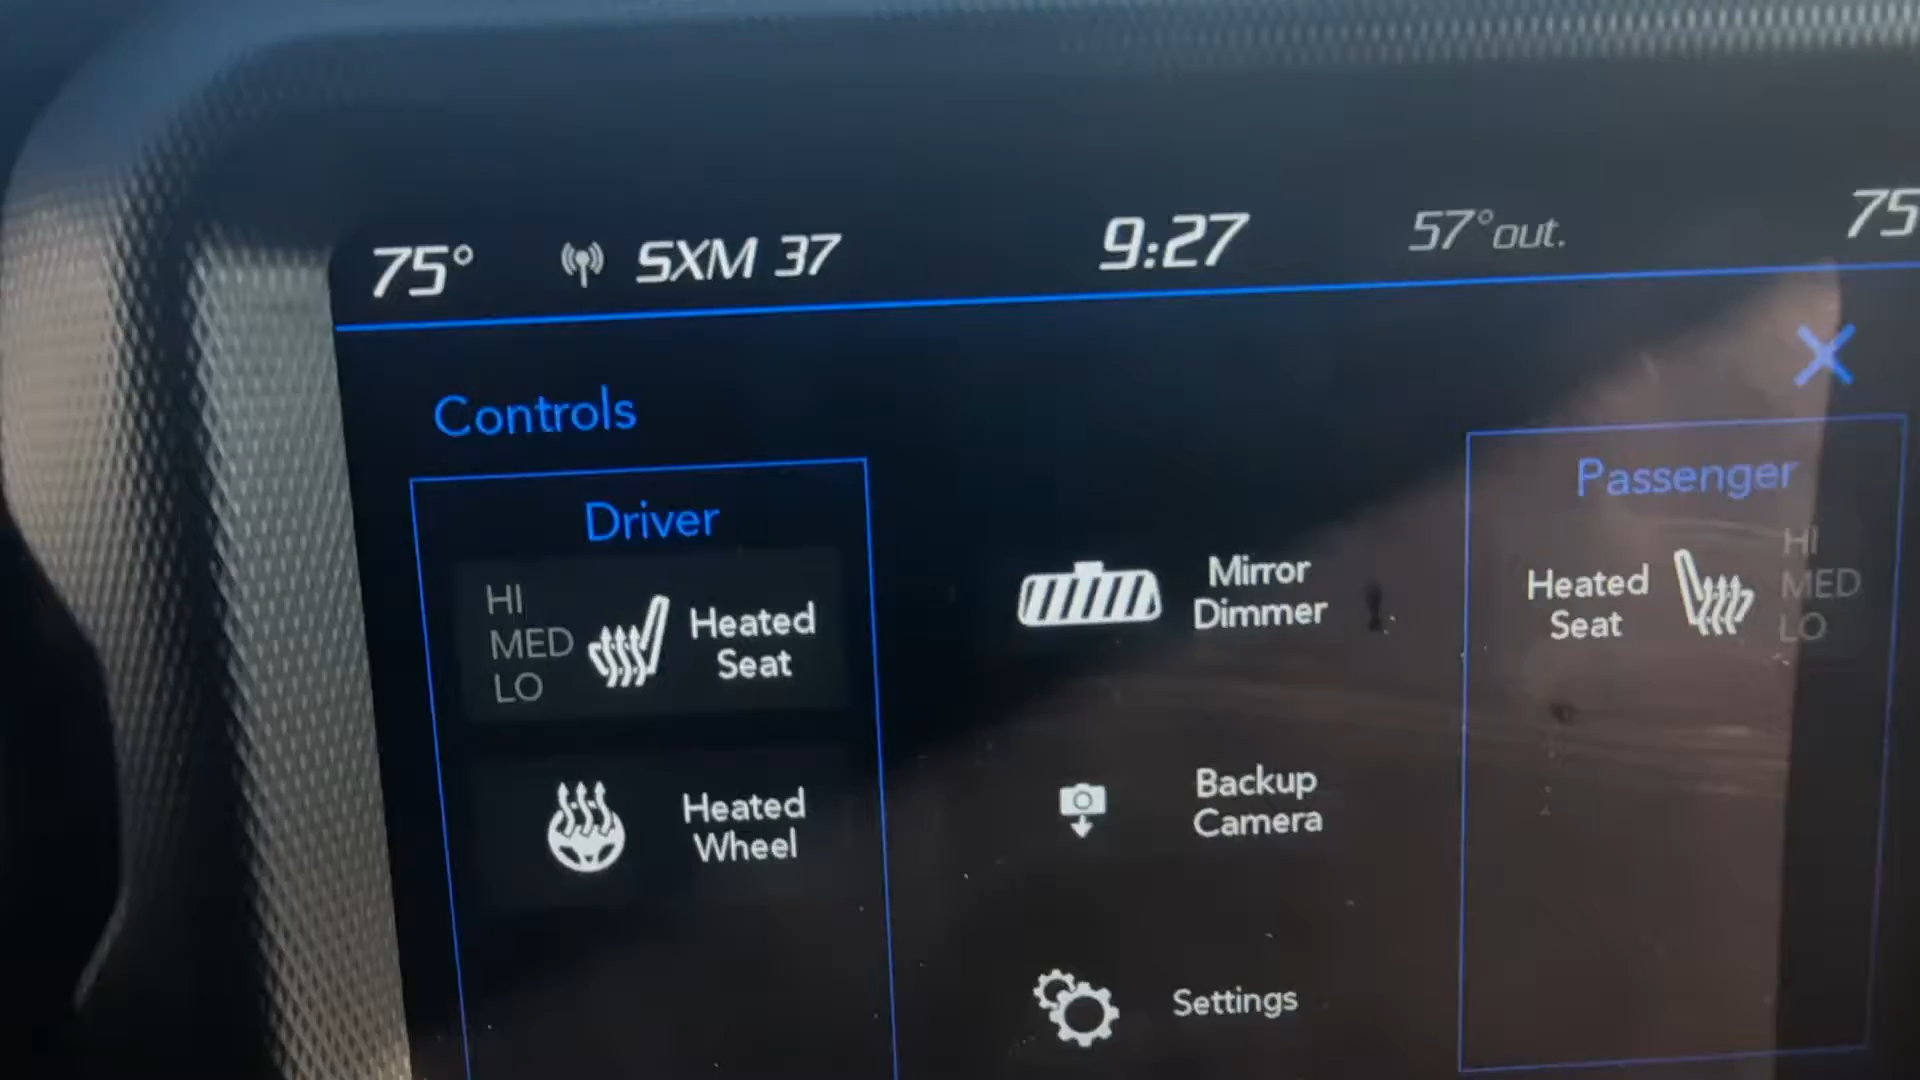 75° SXM 37 9:27 57° out. 75
Controls
Driver
HI
MED
LO
Heated
Seat
Heated
Wheel
Mirror
Dimmer
Backup
Camera
Settings
Passenger
Heated
Seat
HI
MED
LO